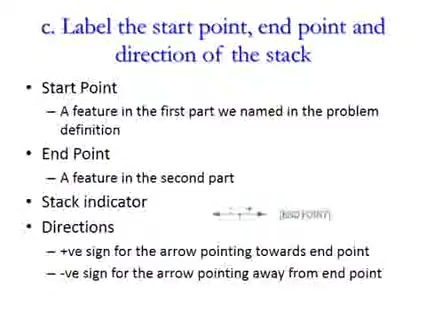 c. Label the start point, end point and
direction of the stack
• Start Point
– A feature in the first part we named in the problem
definition
• End Point
– A feature in the second part
• Stack indicator
[END POINT]
• Directions
– +ve sign for the arrow pointing towards end point
– -ve sign for the arrow pointing away from end point